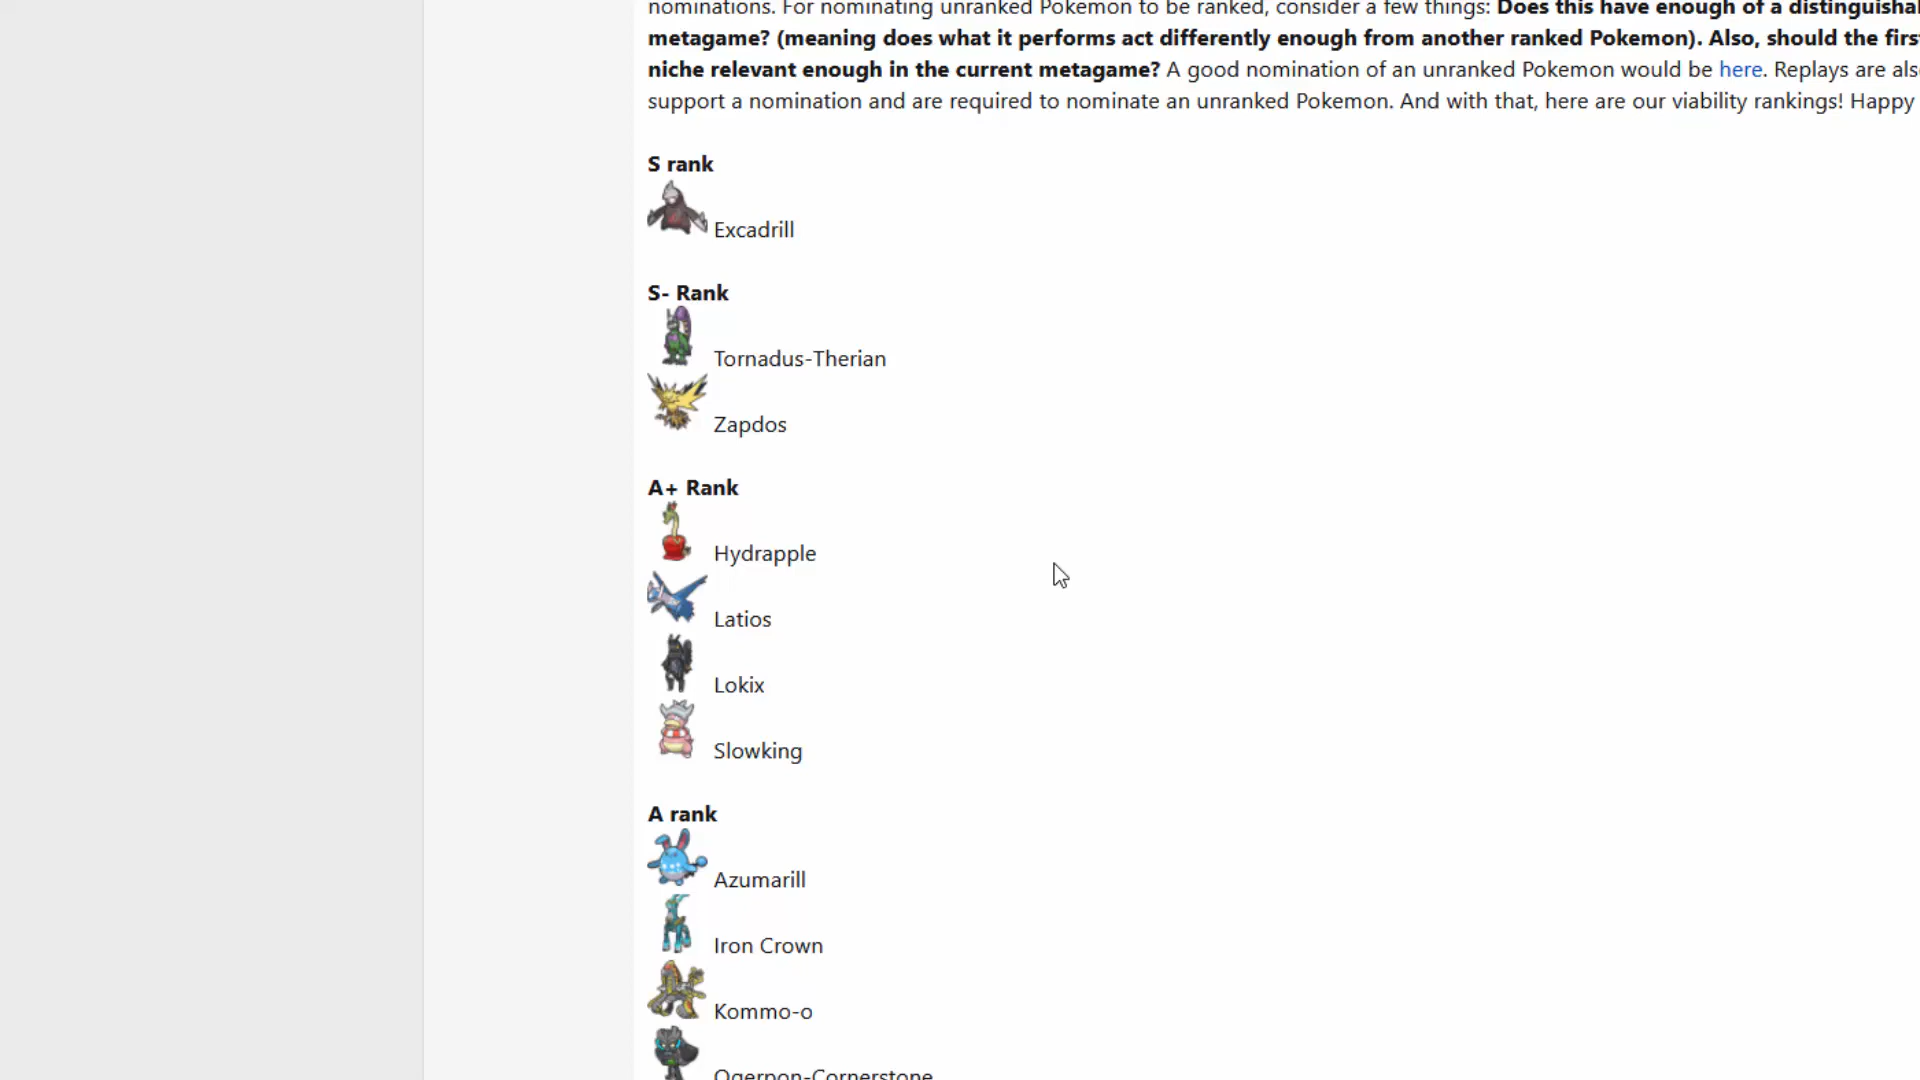 nominations. For nominating unranked Pokemon to be ranked, consider a few things: Does this have enough of a
metagame? (meaning does what it performs act differently enough from another ranked Pokemon). Also, should the
niche relevant enough in the current metagame? A good nomination of an unranked Pokemon would be here. Replays are
support a nomination and are required to nominate an unranked Pokemon. And with that, here are our viability rankings! Happy
S rank
Excadrill
S- Rank
Tornadus-Therian
Zapdos
A+ Rank
Hydrapple
Latios
Lokix
Slowking
A rank
Azumarill
Iron Crown
Kommo-o
Ogerpon-Cornerstone